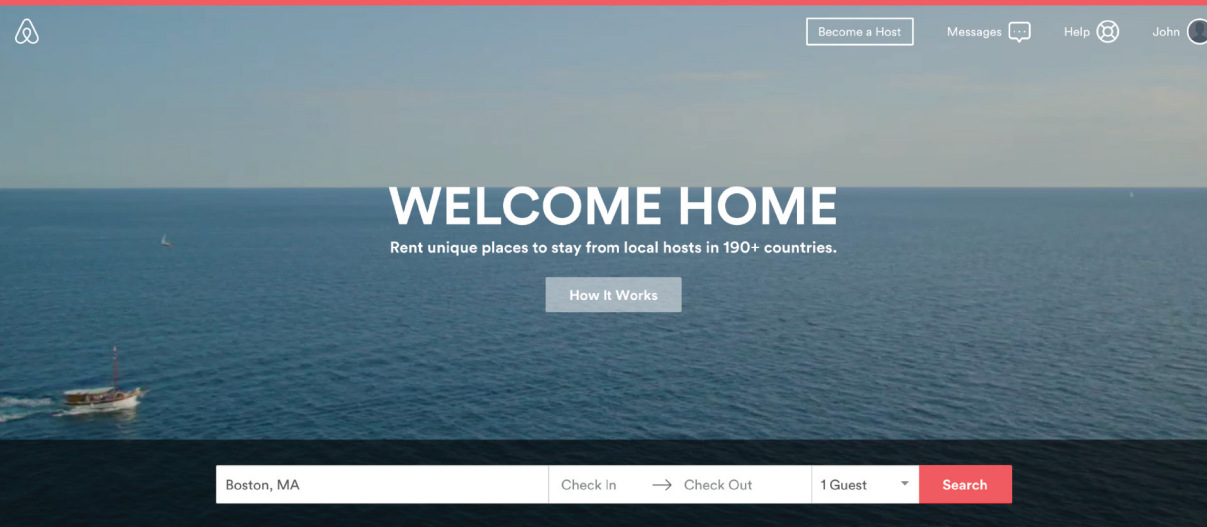 Become a Host Messages Help John
WELCOME HOME
Rent unique places to stay from local hosts in 190+ countries.
How It Works
Boston, MA Check In → Check Out 1 Guest Search